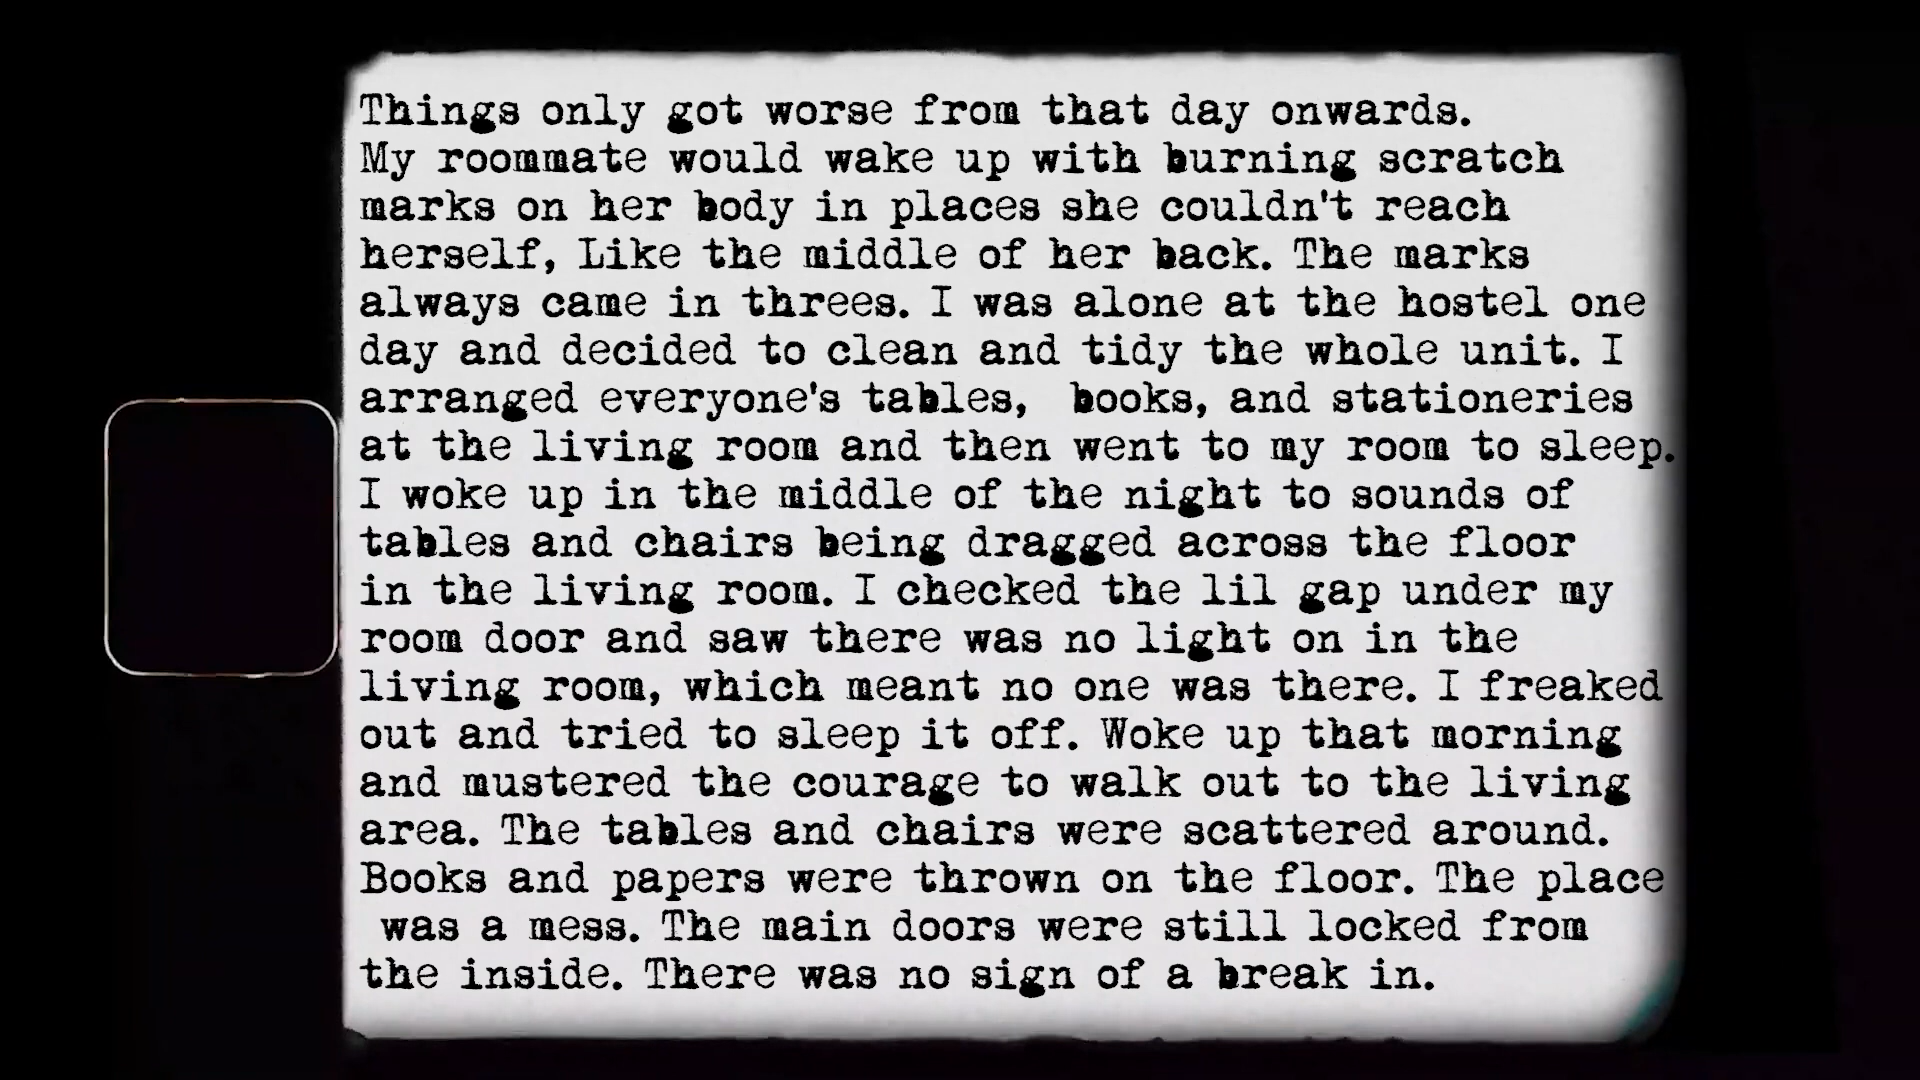 Things only got worse from that day onwards.
My roommate would wake up with burning scratch
marks on her body in places she couldn't reach
herself, Like the middle of her back. The marks
always came in threes. I was alone at the hostel one
day and decided to clean and tidy the whole unit. I
arranged everyone's tables,  books, and stationeries
at the living room and then went to my room to sleep.
I woke up in the middle of the night to sounds of
tables and chairs being dragged across the floor
in the living room. I checked the lil gap under my
room door and saw there was no light on in the
living room, which meant no one was there. I freaked
out and tried to sleep it off. Woke up that morning
and mustered the courage to walk out to the living
area. The tables and chairs were scattered around.
Books and papers were thrown on the floor. The place
was a mess. The main doors were still locked from
the inside. There was no sign of a break in.